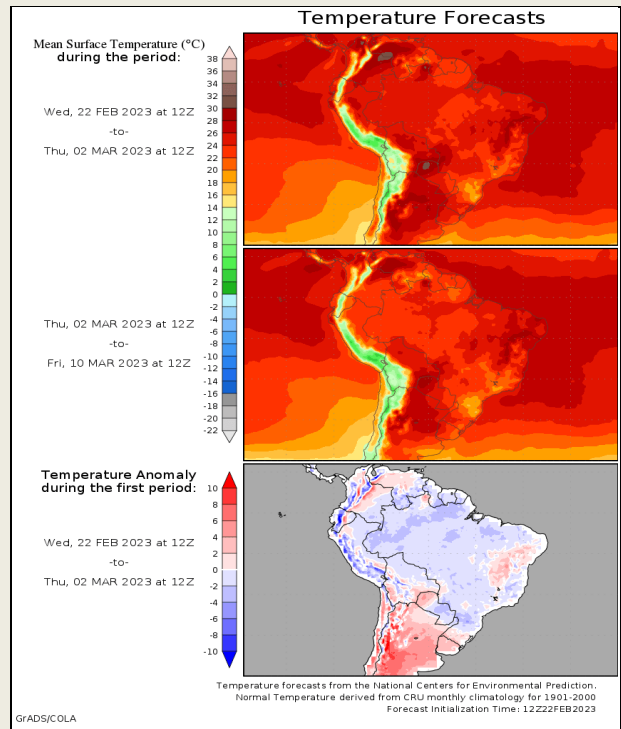 Temperature Forecasts
Mean Surface Temperature (°C)
during the period:
Wed, 22 FEB 2023 at 12Z
-to-
Thu, 02 MAR 2023 at 12Z
38
36
34
32
30
28
26
24
22
20
18
16
14
12
10
8
6
4
2
0
-2
-4
-6
-8
-10
-12
-14
-16
-18
-20
-22
Thu, 02 MAR 2023 at 12Z
-to-
Fri, 10 MAR 2023 at 12Z
Temperature Anomaly
during the first period:
Wed, 22 FEB 2023 at 12Z
-to-
Thu, 02 MAR 2023 at 12Z
10
8
6
4
2
0
-2
-4
-6
-8
-10
Temperature forecasts from the National Centers for Environmental Prediction.
Normal Temperature derived from CRU monthly climatology for 1901-2000
Forecast Initialization Time: 12Z22FEB2023
GrADS/COLA